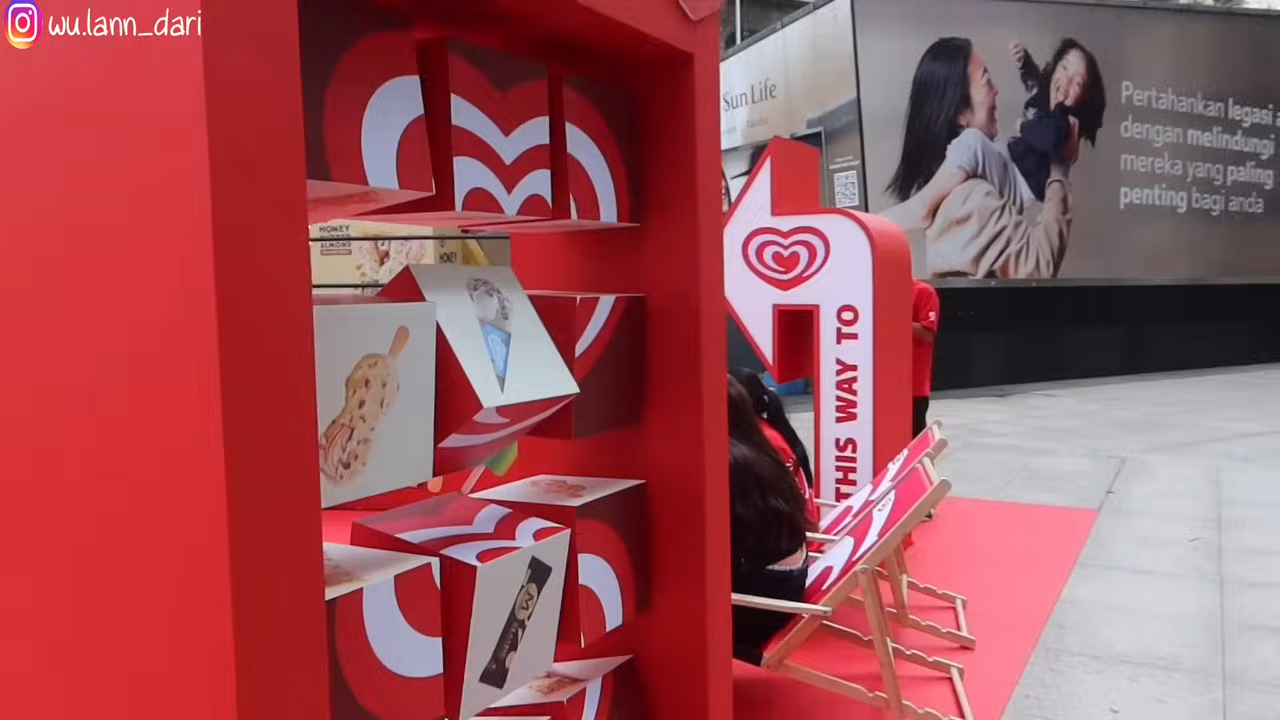 wu.lann_dari
Sun Life
Pertahankan legasi
dengan melindungi
mereka yang paling
penting bagi anda
HONEY
ALMOND
HONEY
THIS WAY TO
M